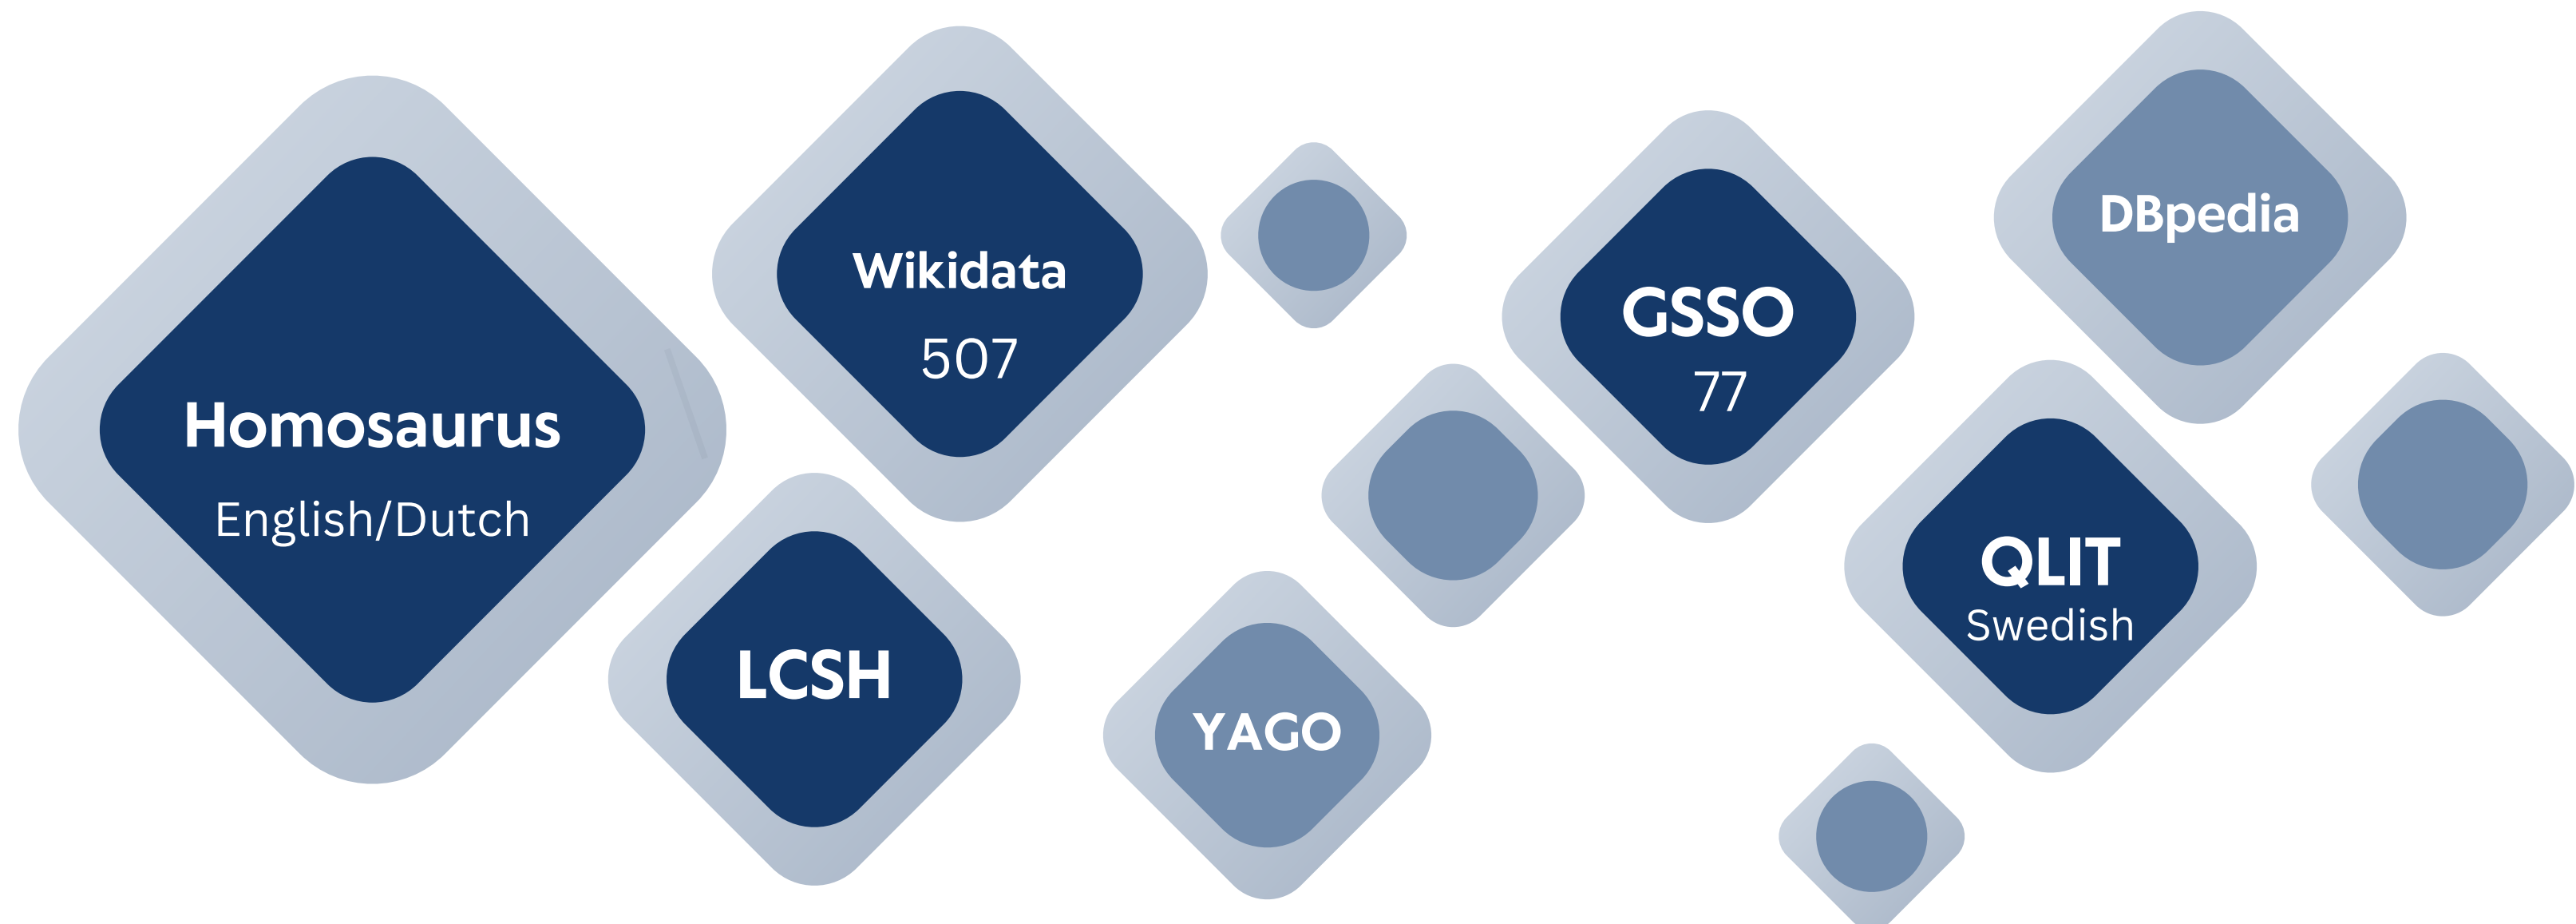 Homosaurus
English/Dutch
Wikidata
507
LCSH
YAGO
GSSO
77
QLIT
Swedish
DBpedia